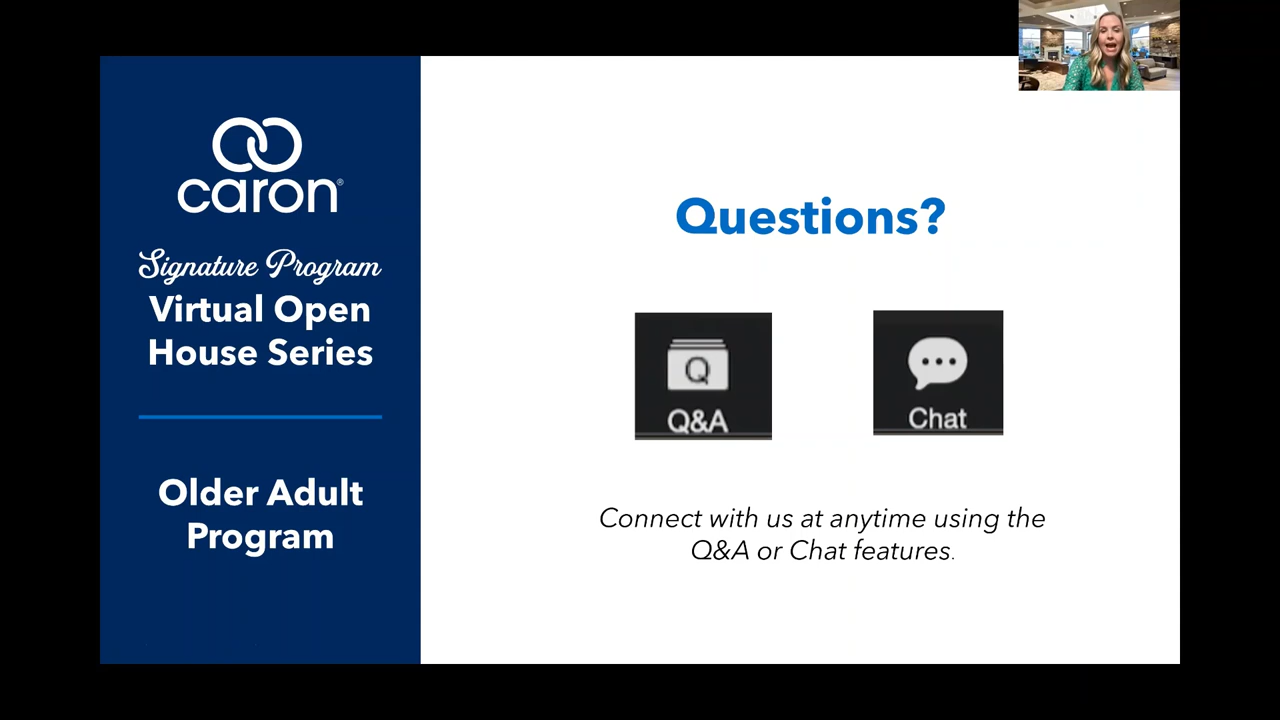 caron®
Signature Program
Virtual Open
House Series
Older Adult
Program
Questions?
Q
Q&A
Chat
Connect with us at anytime using the
Q&A or Chat features.